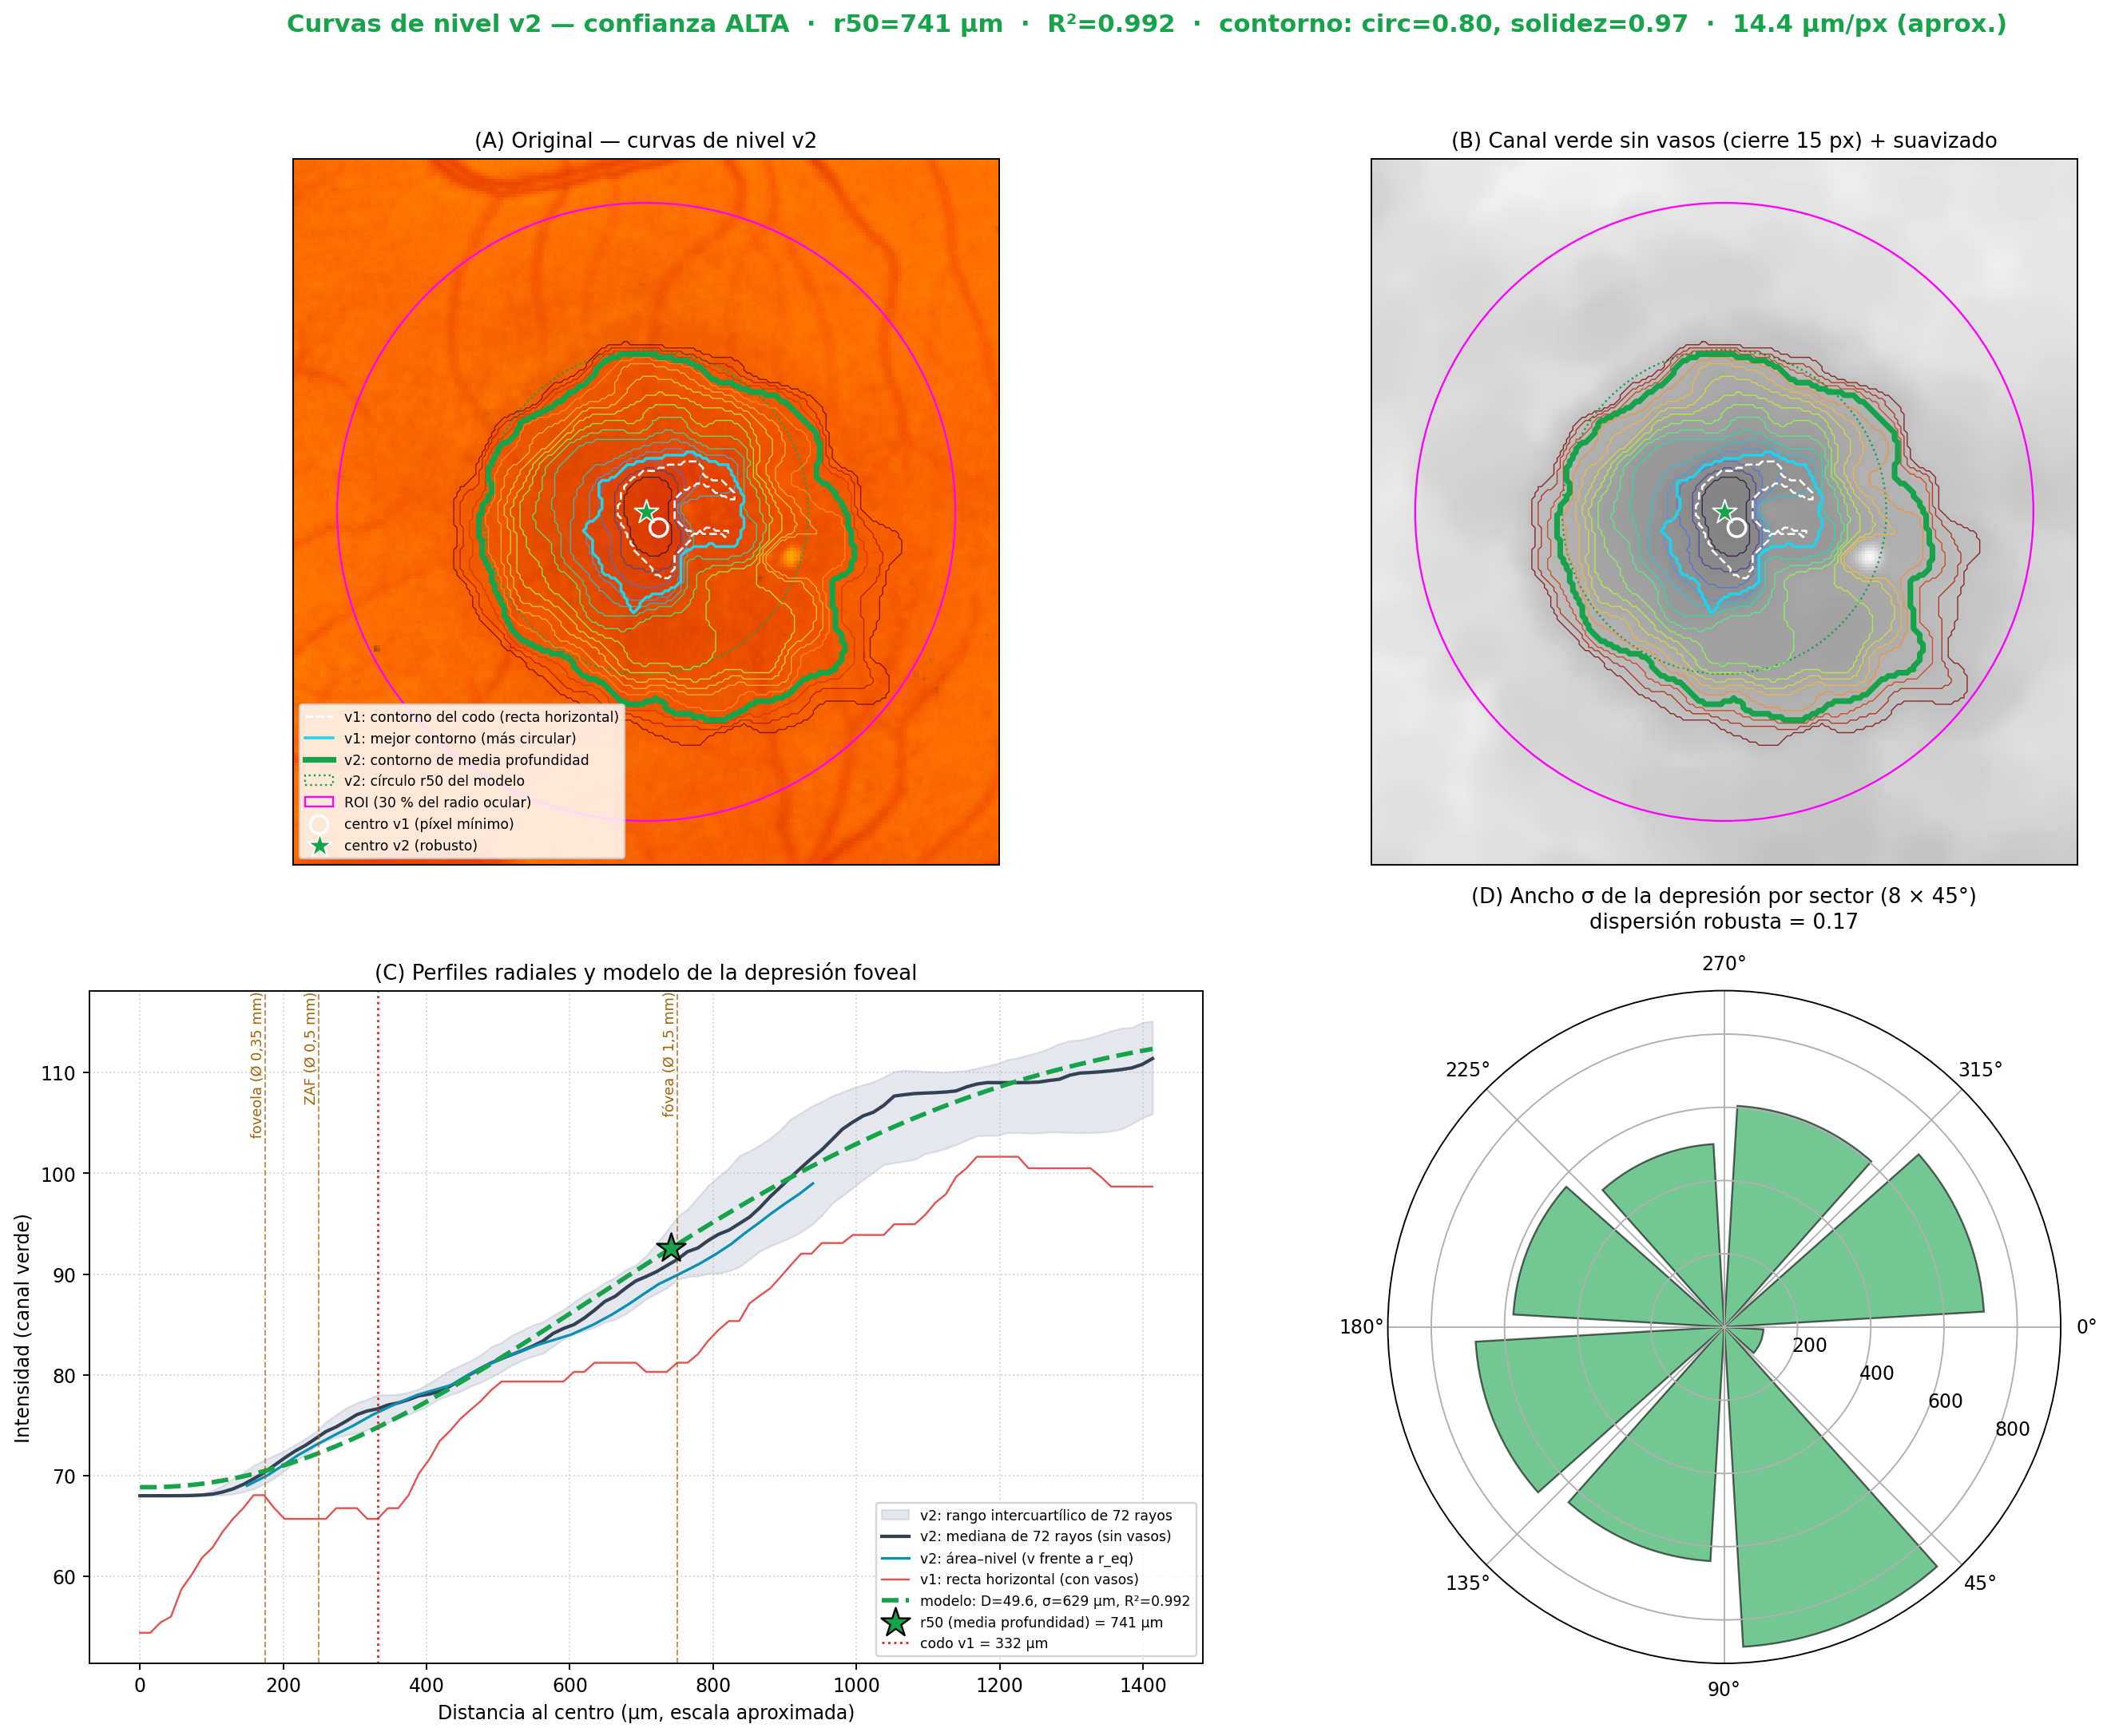 Curvas de nivel v2 — confianza ALTA · r50=741 µm · R²=0.992 · contorno: circ=0.80, solidez=0.97 · 14.4 µm/px (aprox.)
(A) Original — curvas de nivel v2
v1: contorno del codo (recta horizontal)
v1: mejor contorno (más circular)
v2: contorno de media profundidad
v2: círculo r50 del modelo
ROI (30 % del radio ocular)
centro v1 (píxel mínimo)
centro v2 (robusto)
(B) Canal verde sin vasos (cierre 15 px) + suavizado
(C) Perfiles radiales y modelo de la depresión foveal
Intensidad (canal verde)
110
100
90
80
70
60
foveola (Ø 0,35 mm)
ZAF (Ø 0,5 mm)
fóvea (Ø 1,5 mm)
v2: rango intercuartílico de 72 rayos
v2: mediana de 72 rayos (sin vasos)
v2: área–nivel (v frente a r_eq)
v1: recta horizontal (con vasos)
modelo: D=49.6, σ=629 µm, R²=0.992
r50 (media profundidad) = 741 µm
codo v1 = 332 µm
0
200
400
600
800
1000
1200
1400
Distancia al centro (µm, escala aproximada)
(D) Ancho σ de la depresión por sector (8 × 45°)
dispersión robusta = 0.17
270°
225°
315°
180°
0°
200
400
600
800
135°
45°
90°